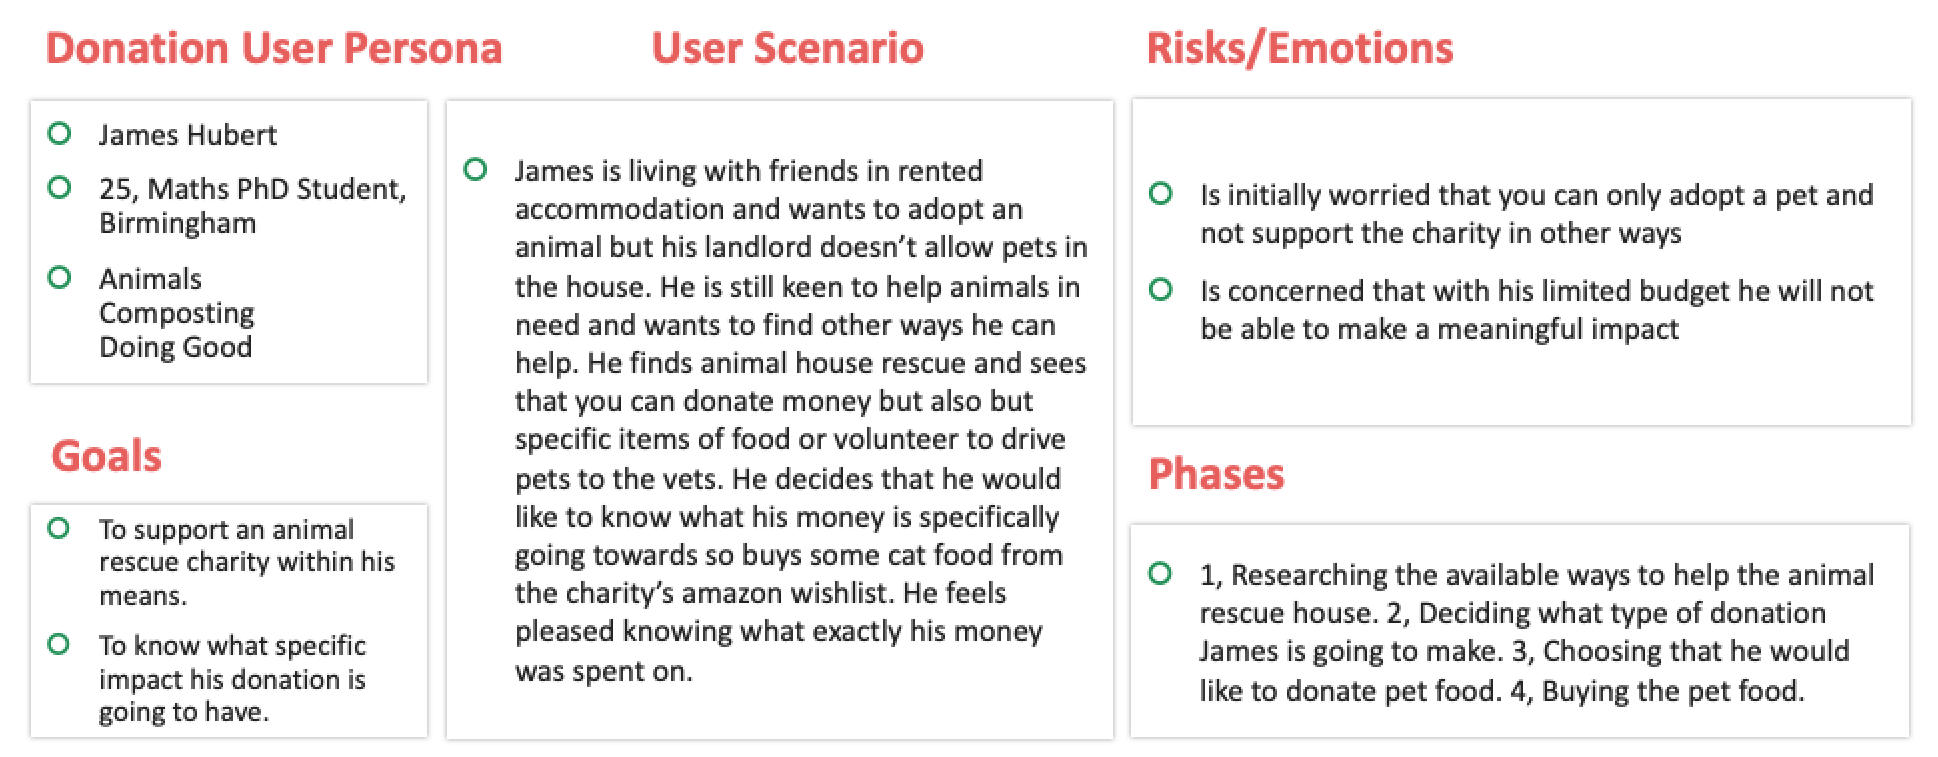 Donation User Persona
James Hubert
25, Maths PhD Student,
Birmingham
Animals
Composting
Doing Good
Goals
To support an animal
rescue charity within his
means.
To know what specific
impact his donation is
going to have.
User Scenario
James is living with friends in rented
accommodation and wants to adopt an
animal but his landlord doesn’t allow pets in
the house. He is still keen to help animals in
need and wants to find other ways he can
help. He finds animal house rescue and sees
that you can donate money but also but
specific items of food or volunteer to drive
pets to the vets. He decides that he would
like to know what his money is specifically
going towards so buys some cat food from
the charity’s amazon wishlist. He feels
pleased knowing what exactly his money
was spent on.
Risks/Emotions
Is initially worried that you can only adopt a pet and
not support the charity in other ways
Is concerned that with his limited budget he will not
be able to make a meaningful impact
Phases
1, Researching the available ways to help the animal
rescue house. 2, Deciding what type of donation
James is going to make. 3, Choosing that he would
like to donate pet food. 4, Buying the pet food.